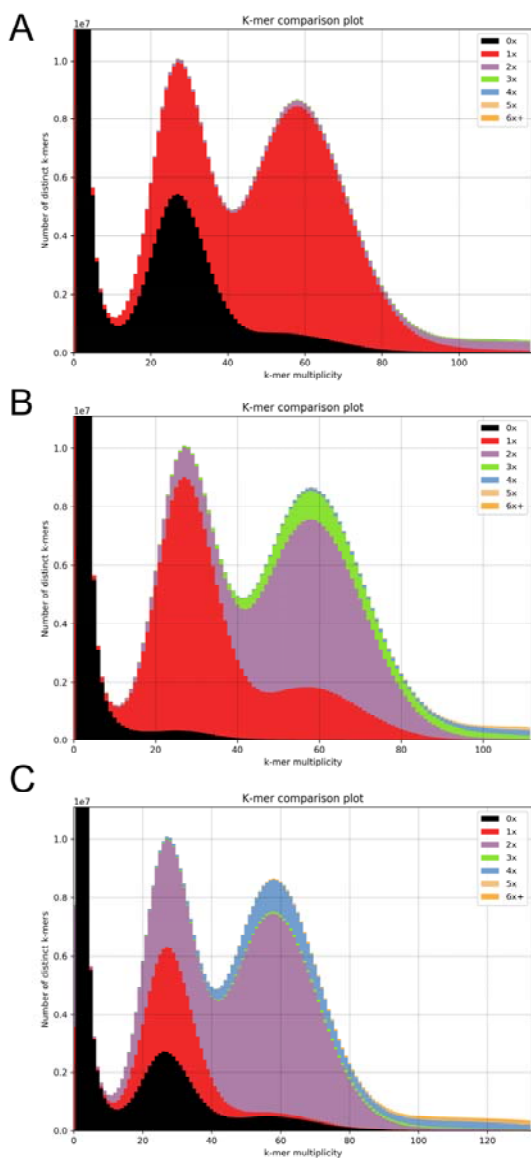 A
K-mer comparison plot
1e7
0x
1x
2x
3x
4x
5x
6x+
Number of distinct k-mers
1.0
0.8
0.6
0.4
0.2
0.0
0 20 40 60 80 100
k-mer multiplicity
B
K-mer comparison plot
1e7
0x
1x
2x
3x
4x
5x
6x+
Number of distinct k-mers
1.0
0.8
0.6
0.4
0.2
0.0
0 20 40 60 80 100
k-mer multiplicity
C
K-mer comparison plot
1e7
0x
1x
2x
3x
4x
5x
6x+
Number of distinct k-mers
1.0
0.8
0.6
0.4
0.2
0.0
0 20 40 60 80 100 120
k-mer multiplicity